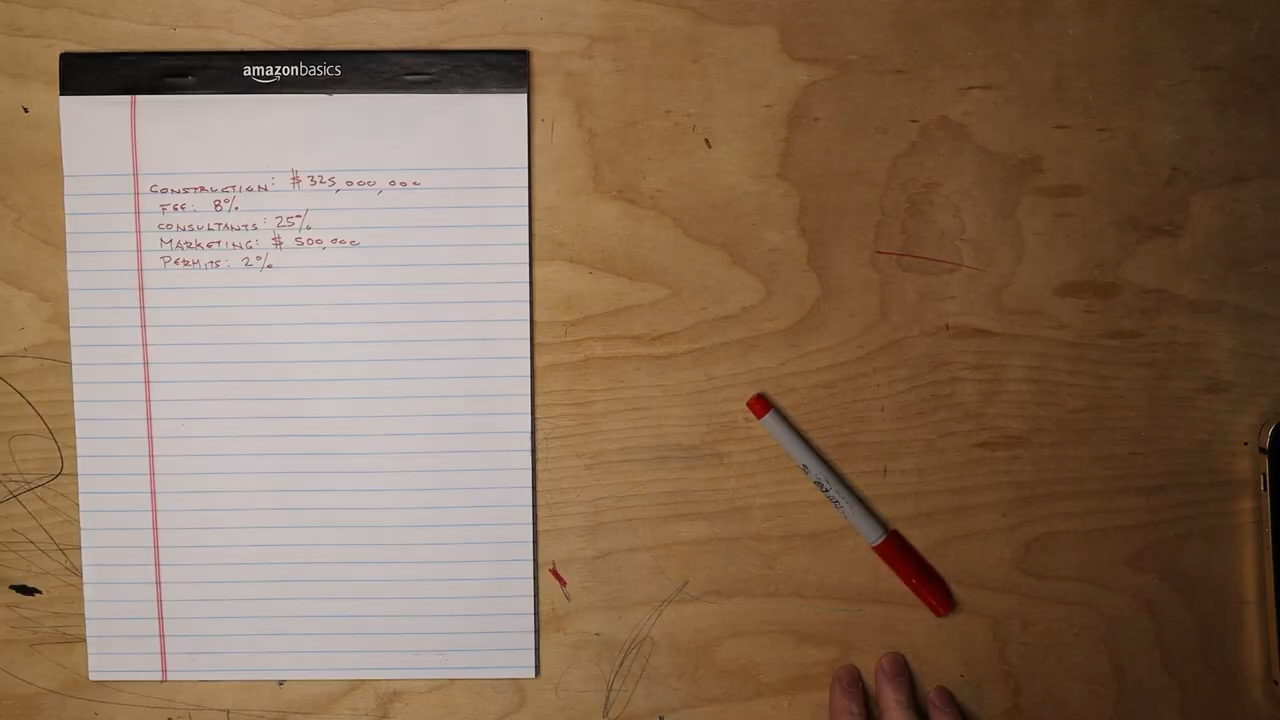 amazonbasics
CONSTRUCTION: $325,000,000
FEE: 8%
CONSULTANTS: 25%
MARKETING: $500,000
PERMITS: 2%